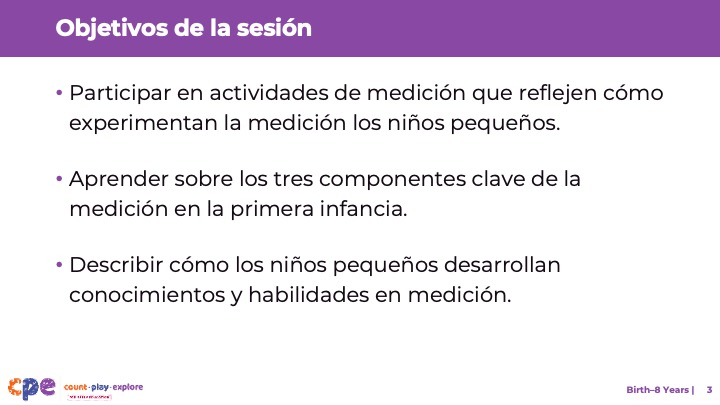 Objetivos de la sesión
• Participar en actividades de medición que reflejen cómo
experimentan la medición los niños pequeños.
• Aprender sobre los tres componentes clave de la
medición en la primera infancia.
• Describir cómo los niños pequeños desarrollan
conocimientos y habilidades en medición.
cpe
count·play·explore
Birth–8 Years | 3